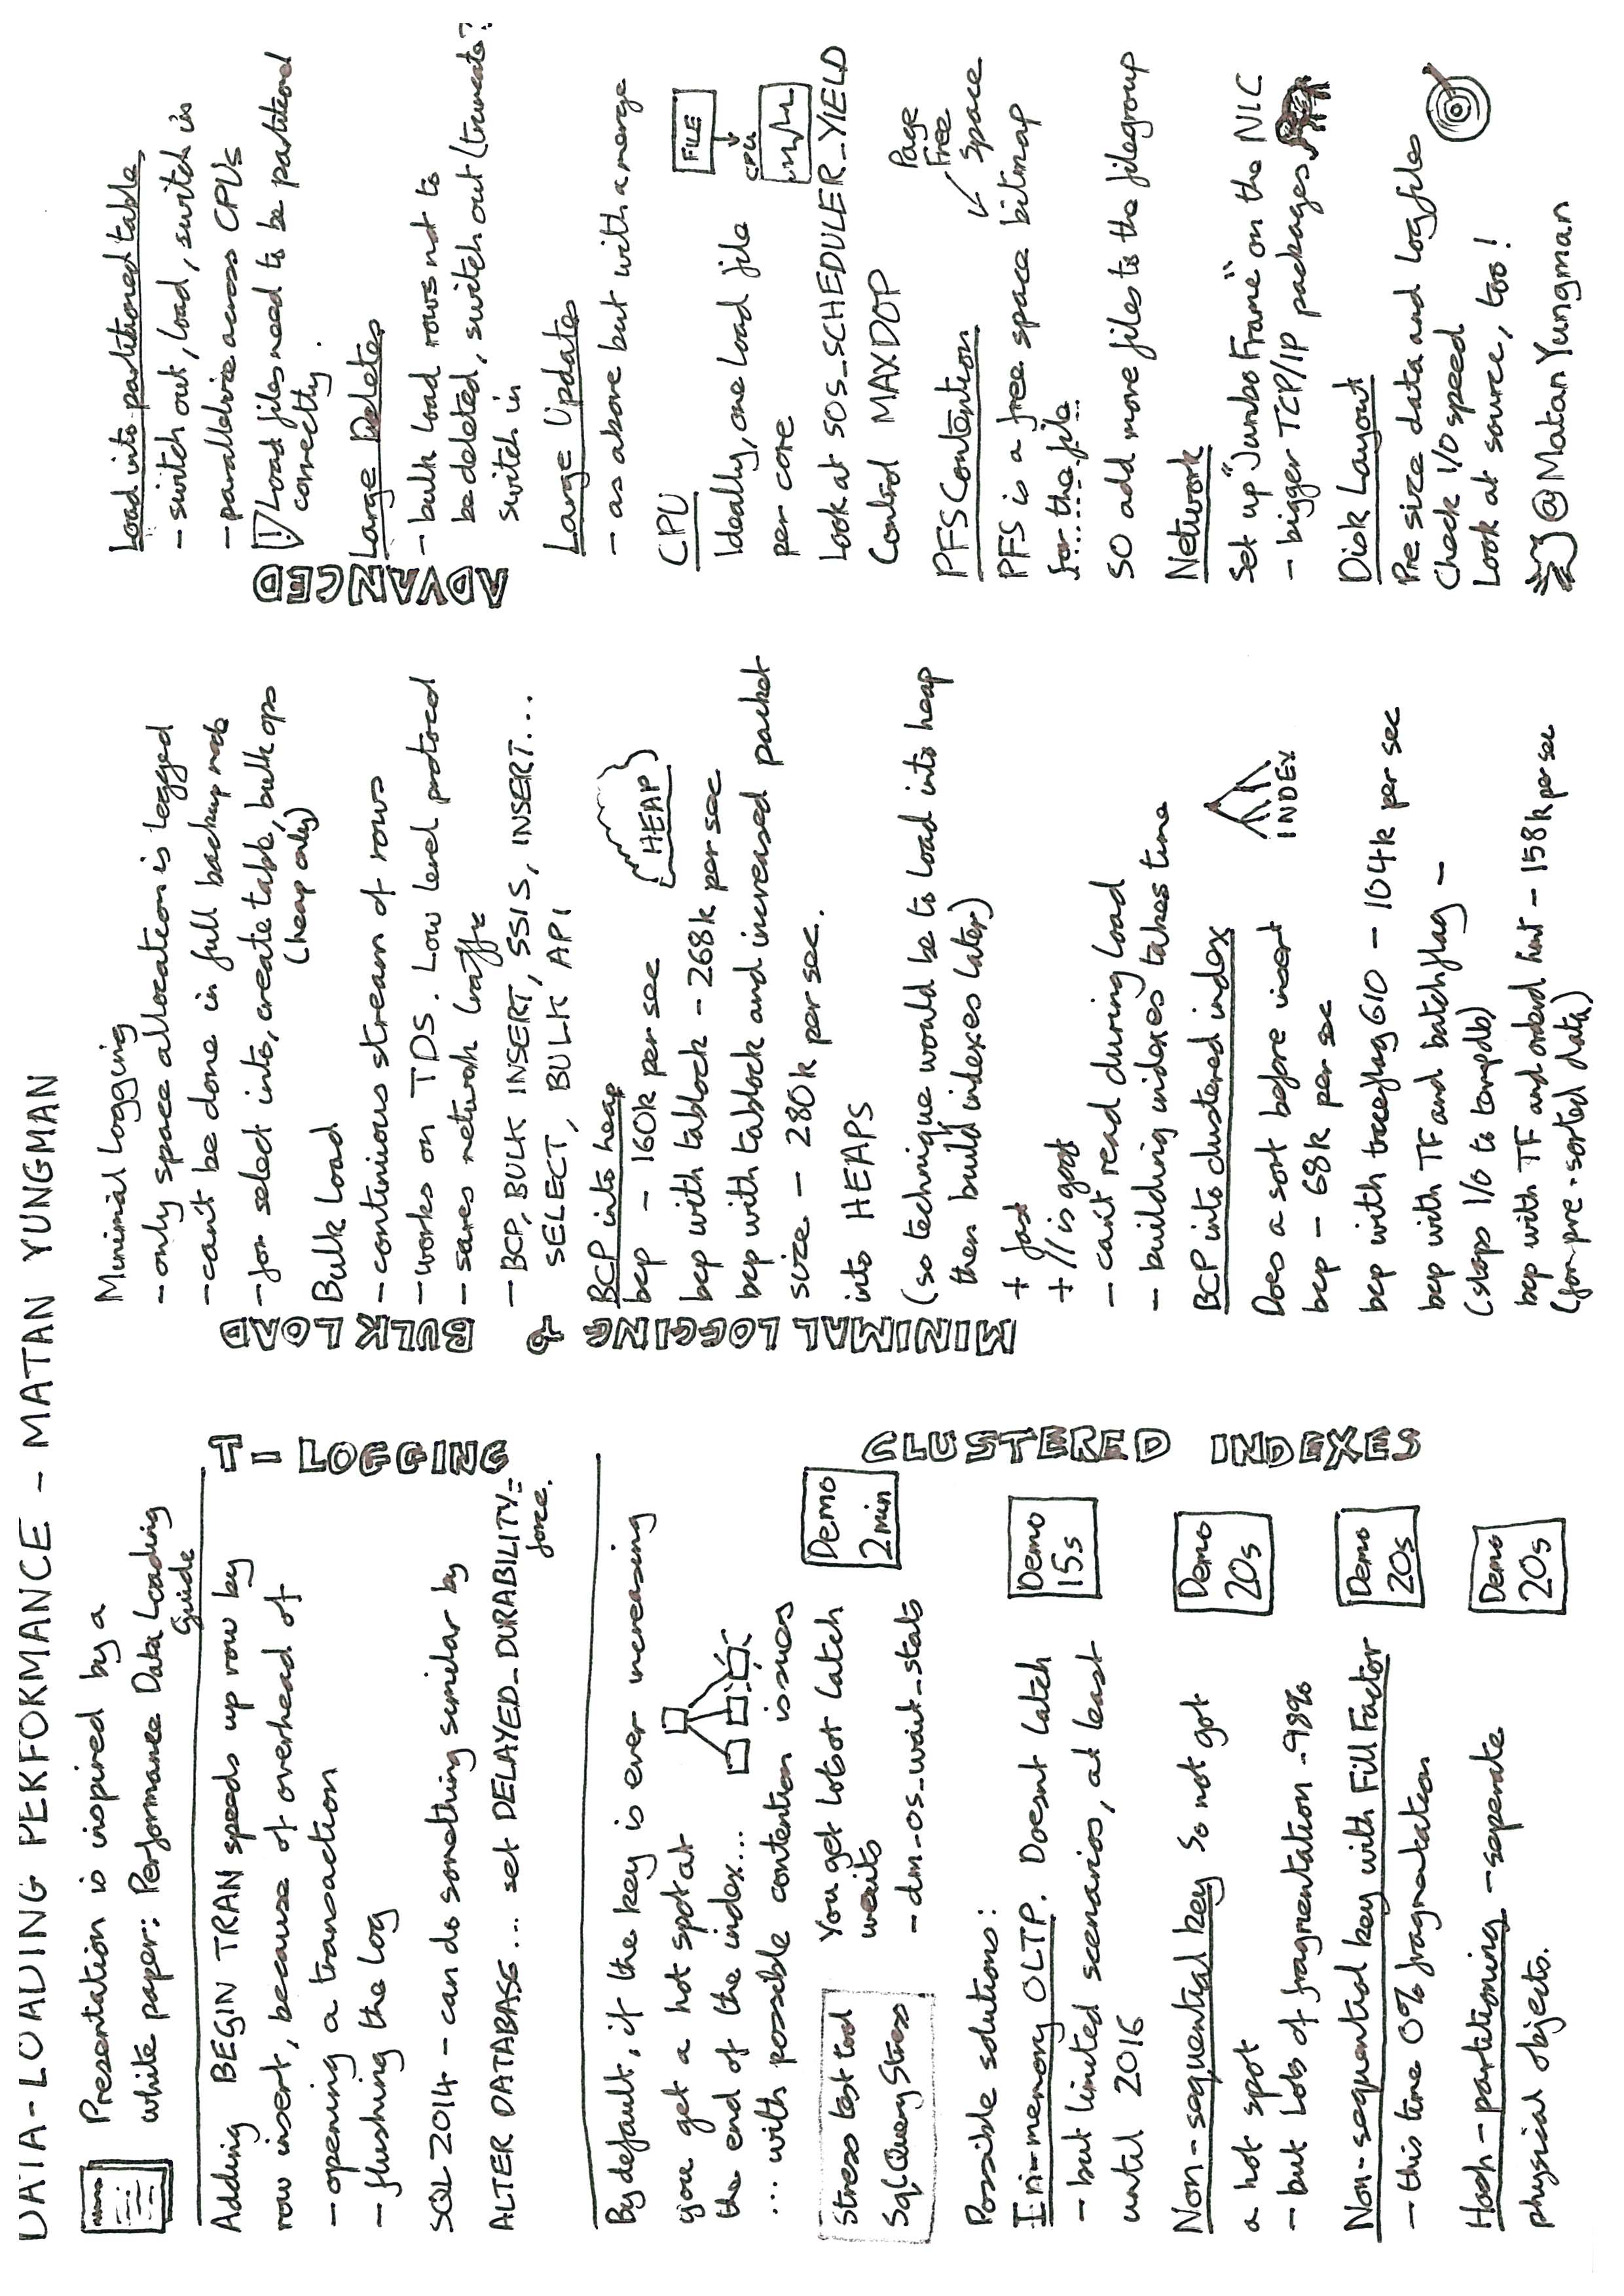 DATA-LOADING PERFORMANCE - MATAN YUNGMAN
Presentation is inspired by a
white paper: Performance Data Loading
Guide
T-LOGGING
Adding BEGIN TRAN speeds up row by
row insert, because of overhead of
- opening a transaction
- flushing the log
SQL 2014 - can do something similar by
ALTER DATABASE... set DELAYED_DURABILITY=
force.
CLUSTERED INDEXES
By default, if the key is ever increasing
you get a hot spot at
the end of the index...
... with possible contention issues
Stress test tool
SqlQueryStress
You get lots of latch
waits
- dm_os_wait_stats
Demo
2min
Possible solutions:
In-memory OLTP. Doesnt latch
- but limited scenarios, at least
until 2016
Demo
15s
Non-sequential key So not got
a hot spot
- but lots of fragmentation -98%
Demo
20s
Non-sequential key with Fill Factor
- this time 0% fragmentation
Demo
20s
Hash-partitioning - separate
physical objects.
Demo
20s
MINIMAL LOGGING & BULK LOAD
Minimal Logging
- only space allocation is logged
- can't be done in full backup mode
- for select into, create table, bulk ops
(heap only)
Bulk Load
- continuous stream of rows
- works on TDS. Low level protocol
- saves network traffic
- BCP, BULK INSERT, SSIS, INSERT...
SELECT, BULK API
BCP into heap
bcp - 160k per sec
HEAP
bcp with tablock - 268k per sec
bcp with tablock and increased packet
size - 280k per sec.
into HEAPS
(so technique would be to load into heap
then build indexes later)
+ fast
+ // is good
- can't read during load
- building indexes takes time
BCP into clustered index
Does a sort before insert
bcp - 68k per sec
INDEX
bcp with traceflag 610 - 104k per sec
bcp with TF and batchflag -
(stops I/O to tempdb)
bcp with TF and ordered hint - 158k per sec
(for pre-sorted data)
ADVANCED
Load into partitioned table
- switch out, load, switch in
- parallelise across CPUs
! Load files need to be partitioned
correctly.
Large Deletes
- bulk load rows not to
be deleted, switch out (truncate?
switch in
Large Updates
- as above but with a merge
CPU
Ideally, one load file
per core
FILE
CPU
Look at SOS_SCHEDULER_YIELD
Control MAXDOP
PFS Contention
Page
Free
Space
PFS is a free space bitmap
for the file
SO add more files to the filegroup
Network
Set up "Jumbo Frame" on the NIC
- bigger TCP/IP packages
Disk Layout
Pre size data and log files
Check I/O speed
Look at source, too!
@MatanYungman